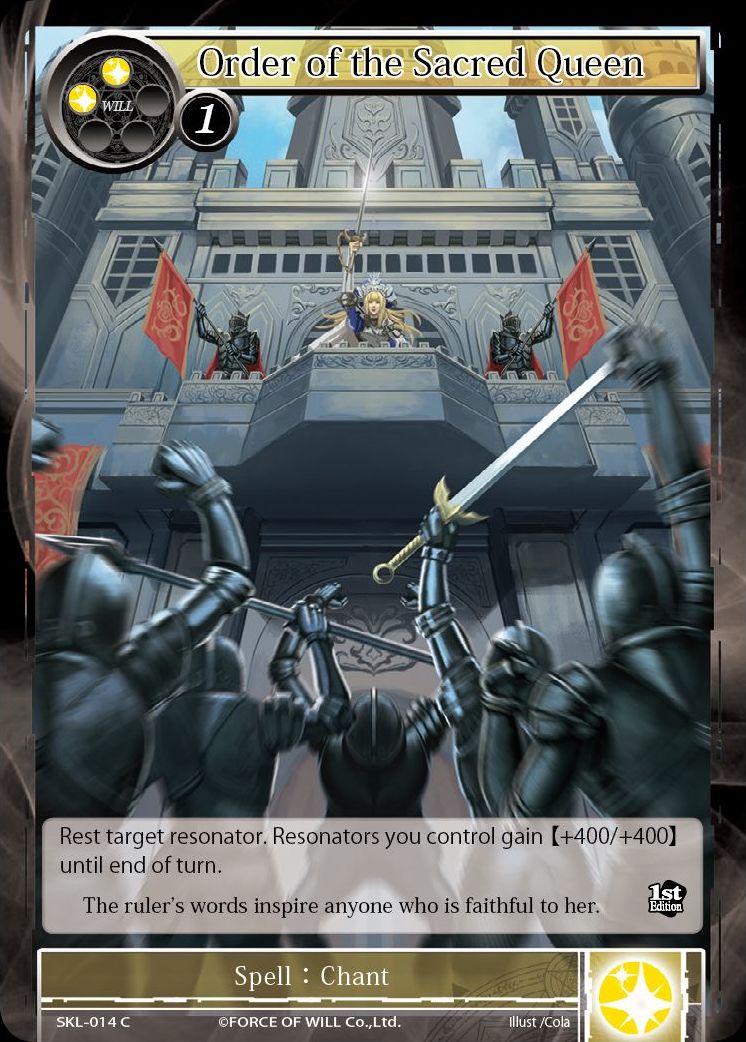 Order of the Sacred Queen
WILL
1
Rest target resonator. Resonators you control gain【+400/+400】
until end of turn.
The ruler's words inspire anyone who is faithful to her.
1st
Edition
Spell : Chant
SKL-014 C ©FORCE OF WILL Co.,Ltd. Illust /Cola